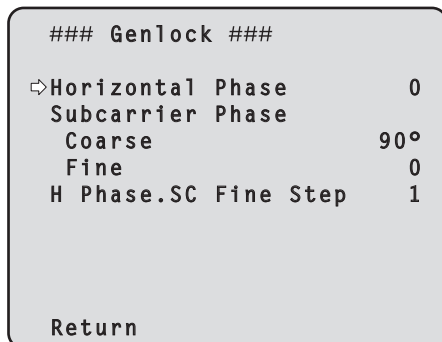 ### Genlock ###
⇨Horizontal Phase 0
Subcarrier Phase
Coarse 90°
Fine 0
H Phase.SC Fine Step 1
Return